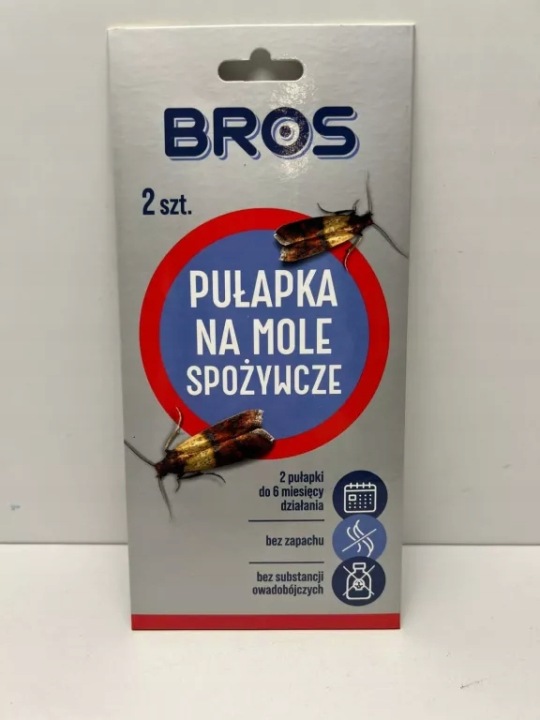 BROS
2 szt.
PUŁAPKA
NA MOLE
SPOŻYWCZE
2 pułapki
do 6 miesięcy
działania
bez zapachu
bez substancji
owadobójczych